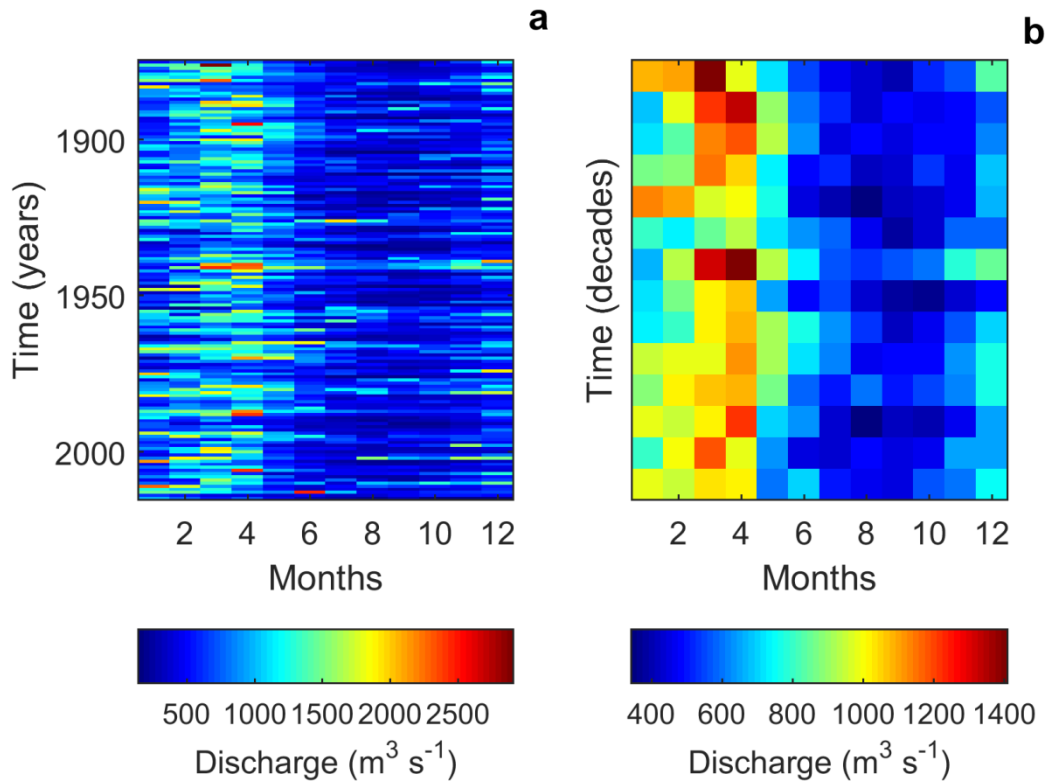 a
b
Time (years)
1900
1950
2000
2 4 6 8 10 12
Months
500 1000 1500 2000 2500
Discharge (m³ s⁻¹)
Time (decades)
2 4 6 8 10 12
Months
400 600 800 1000 1200 1400
Discharge (m³ s⁻¹)